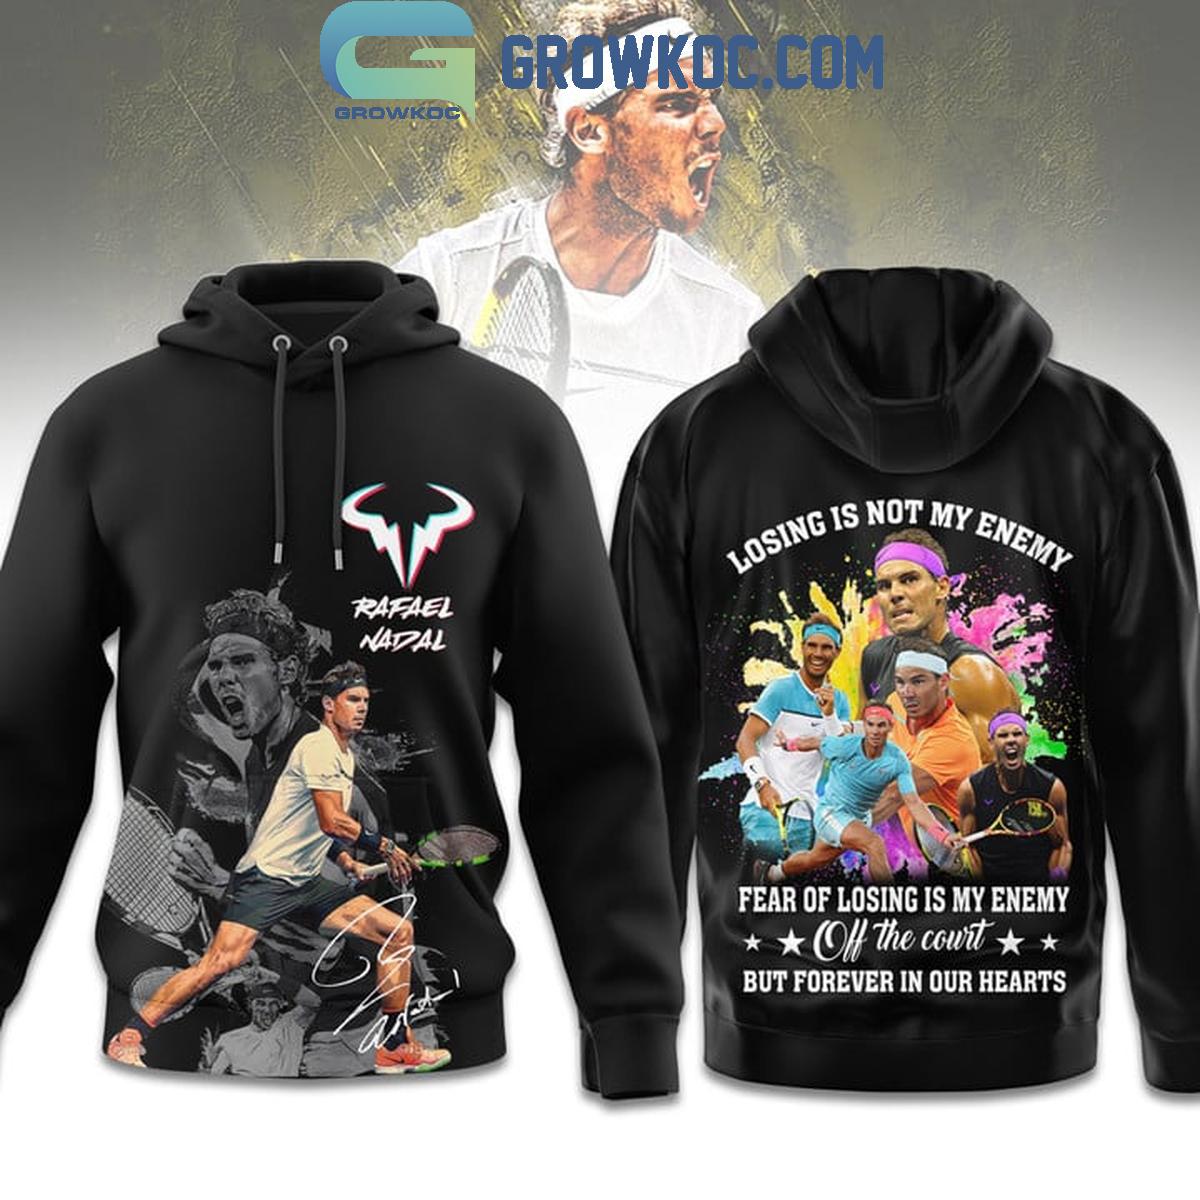 GROWKOC.COM
GROWKOC
RAFAEL
NADAL
LOSING IS NOT MY ENEMY
FEAR OF LOSING IS MY ENEMY
Off the court
BUT FOREVER IN OUR HEARTS